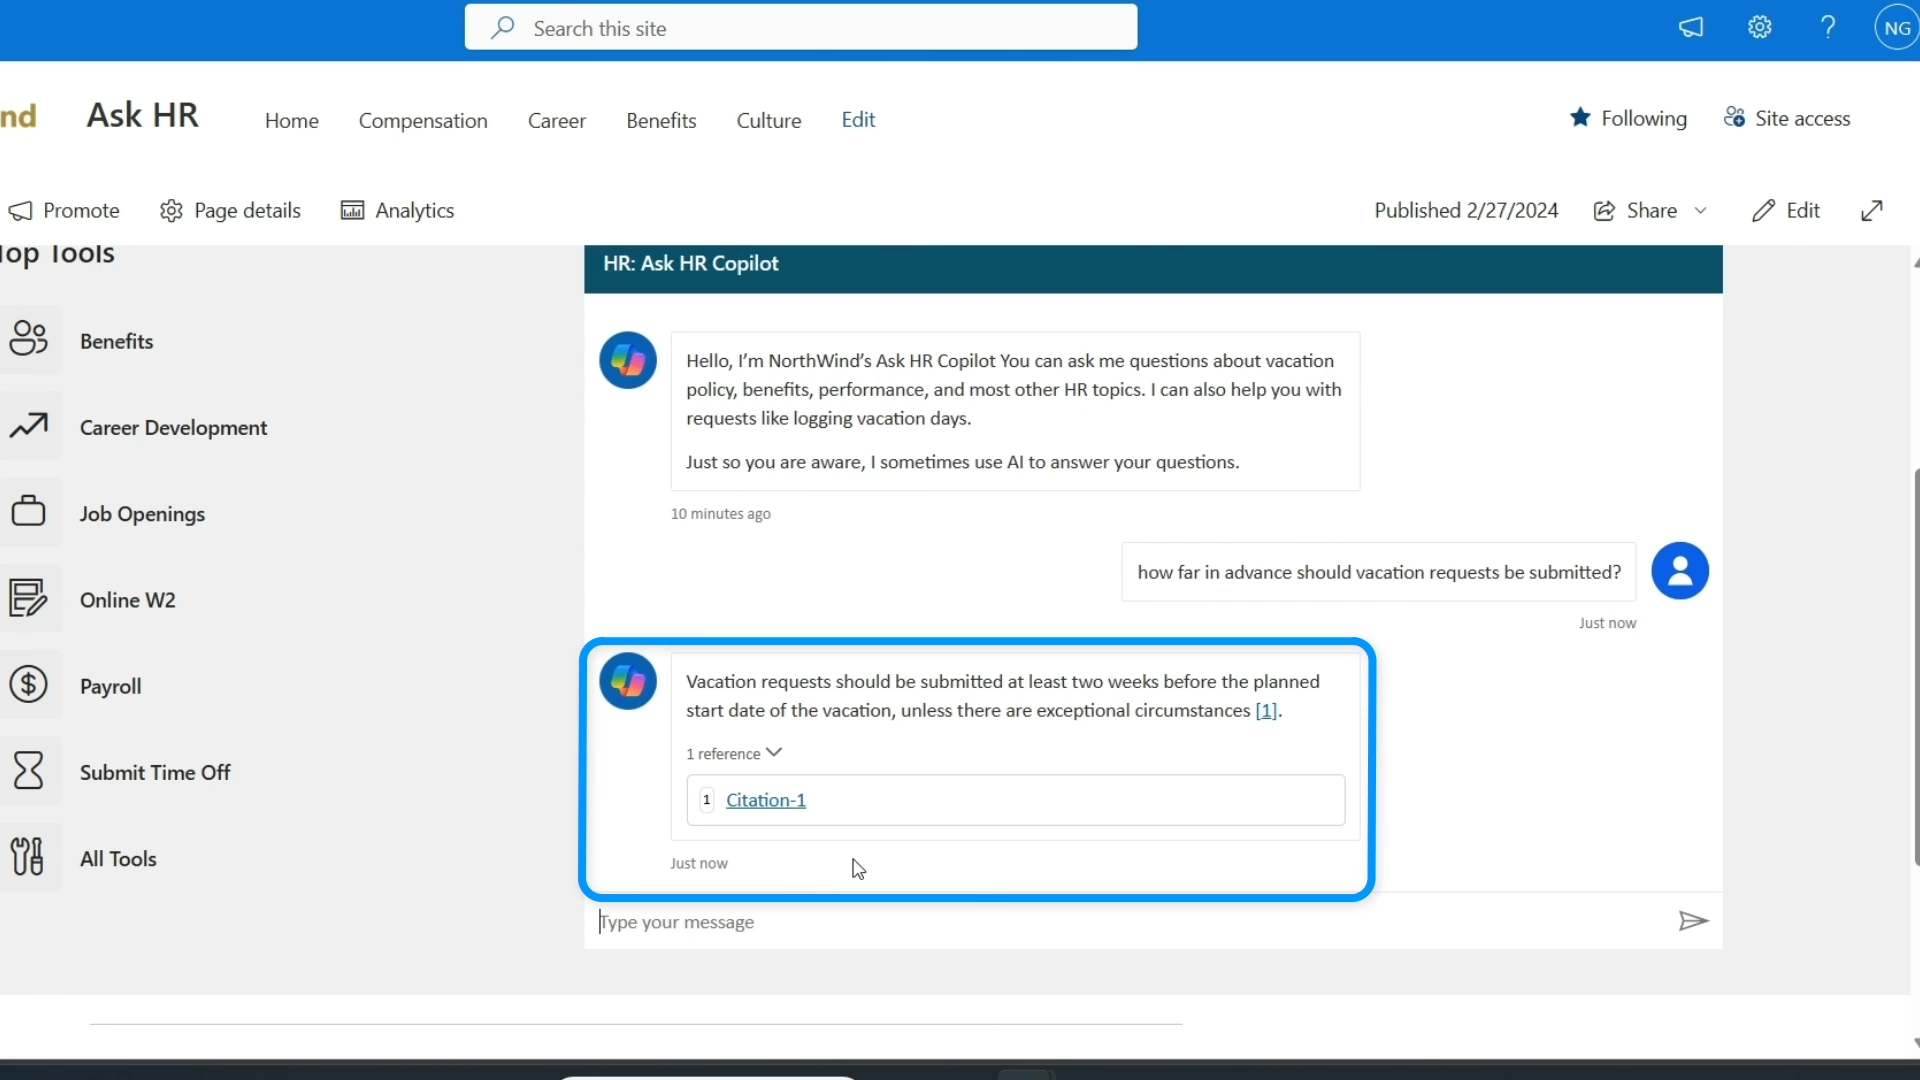 Search this site
NG
nd
Ask HR
Home
Compensation
Career
Benefits
Culture
Edit
Following
Site access
Promote
Page details
Analytics
Published 2/27/2024
Share
Edit
Top Tools
Benefits
Career Development
Job Openings
Online W2
Payroll
Submit Time Off
All Tools
HR: Ask HR Copilot
Hello, I'm NorthWind's Ask HR Copilot You can ask me questions about vacation
policy, benefits, performance, and most other HR topics. I can also help you with
requests like logging vacation days.
Just so you are aware, I sometimes use AI to answer your questions.
10 minutes ago
how far in advance should vacation requests be submitted?
Just now
Vacation requests should be submitted at least two weeks before the planned
start date of the vacation, unless there are exceptional circumstances [1].
1 reference
1 Citation-1
Just now
Type your message